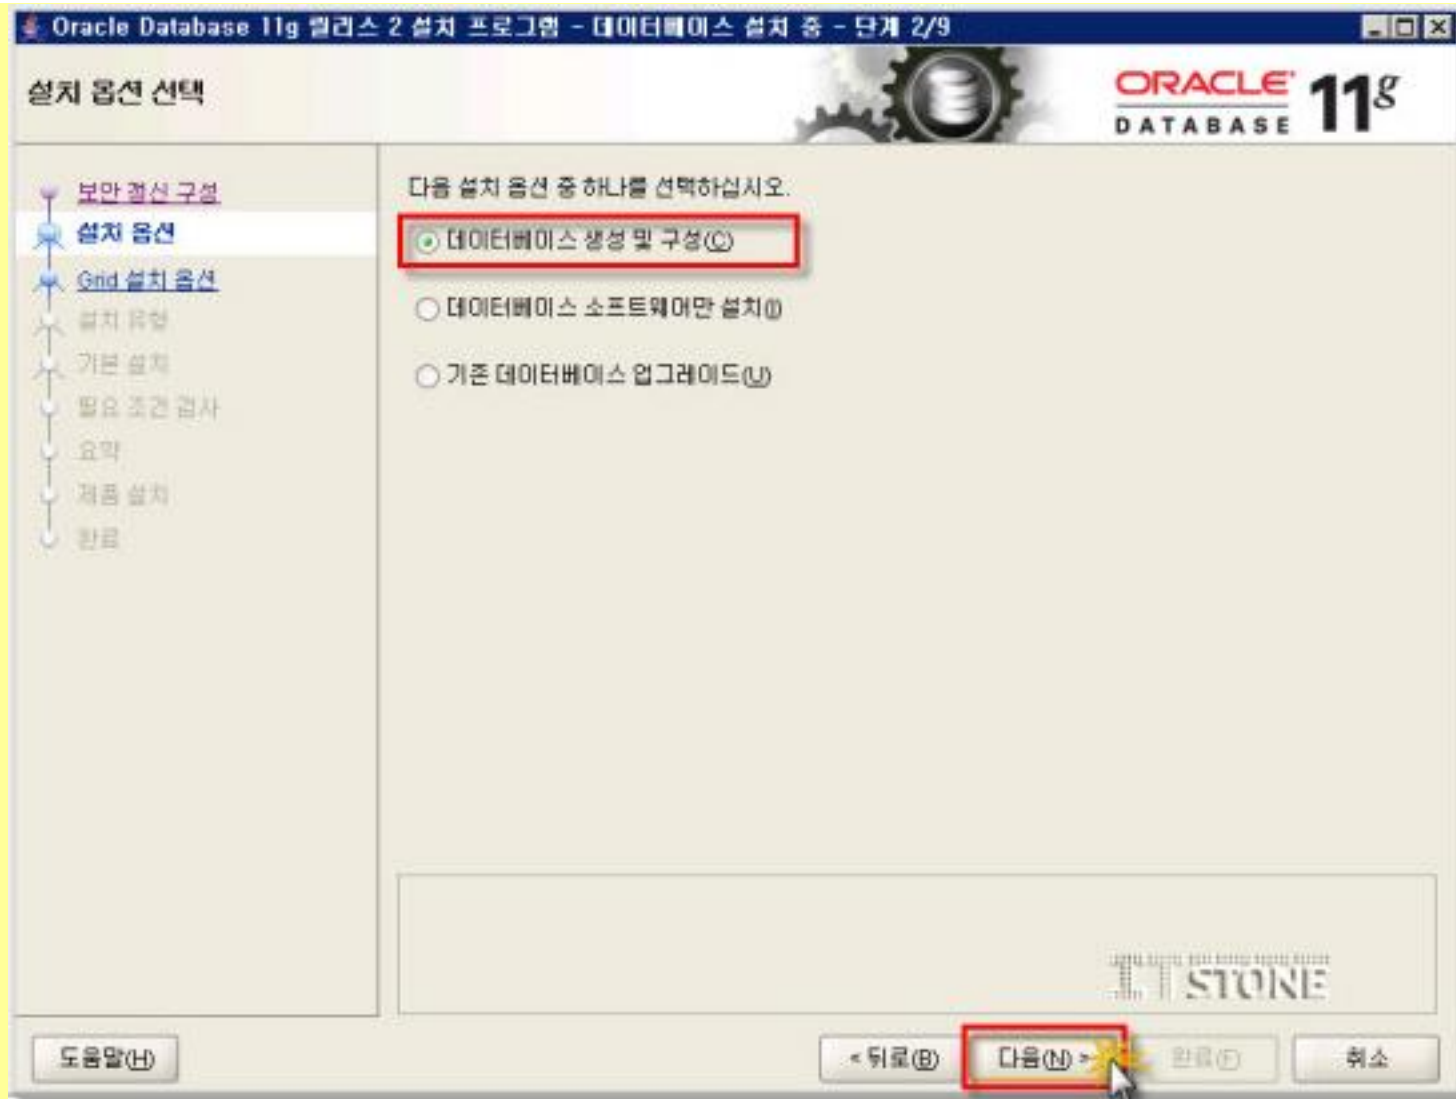 Oracle Database 11g 릴리스 2 설치 프로그램 - 데이터베이스 설치 중 - 단계 2/9
설치 옵션 선택
ORACLE
DATABASE
11g
보안 갱신 구성
설치 옵션
Grid 설치 옵션
설치 유형
기본 설치
필요 조건 검사
요약
제품 설치
완료
다음 설치 옵션 중 하나를 선택하십시오.
데이터베이스 생성 및 구성(C)
데이터베이스 소프트웨어만 설치(I)
기존 데이터베이스 업그레이드(U)
IT STONE
도움말(H)
< 뒤로(B)
다음(N) >
완료(F)
취소